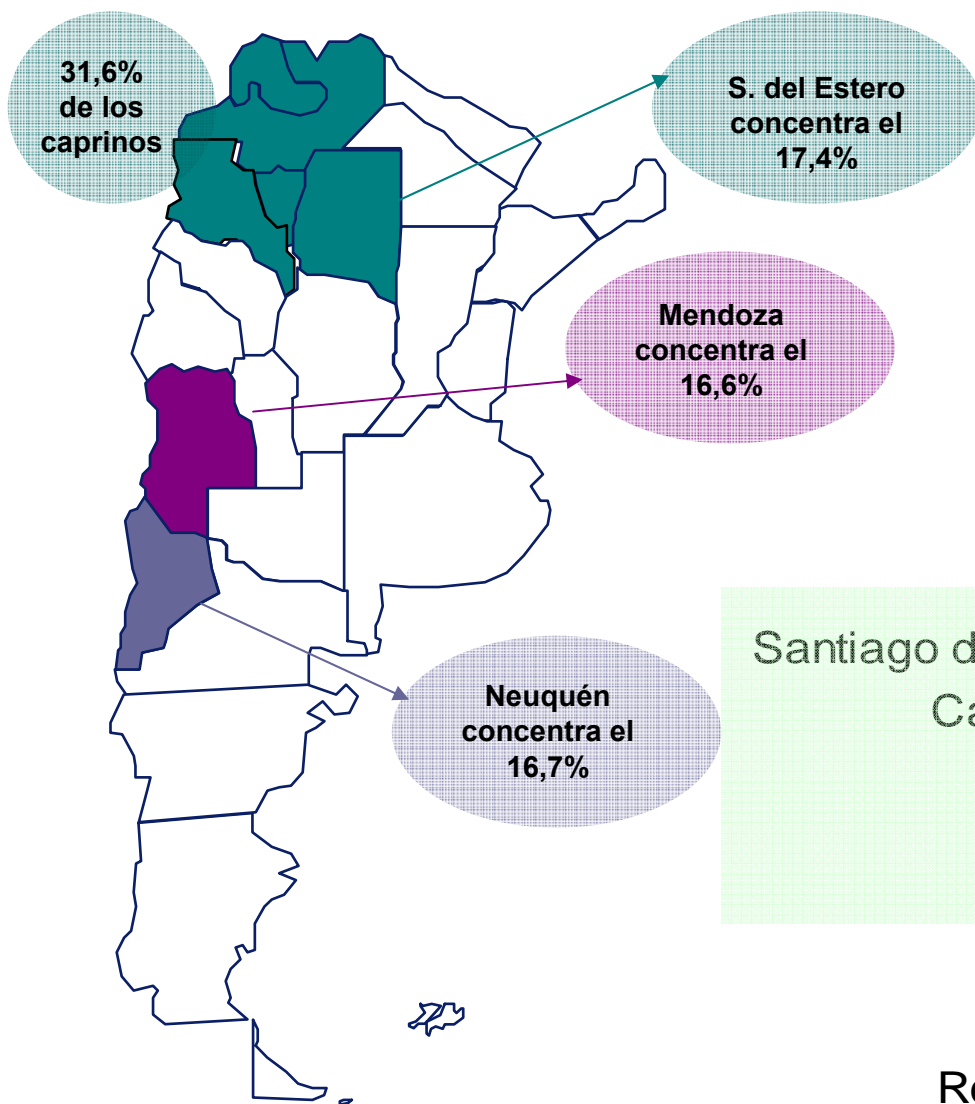 31,6%
de los
caprinos
S. del Estero
concentra el
17,4%
Mendoza
concentra el
16,6%
Neuquén
concentra el
16,7%
Santiago d
Ca
Re